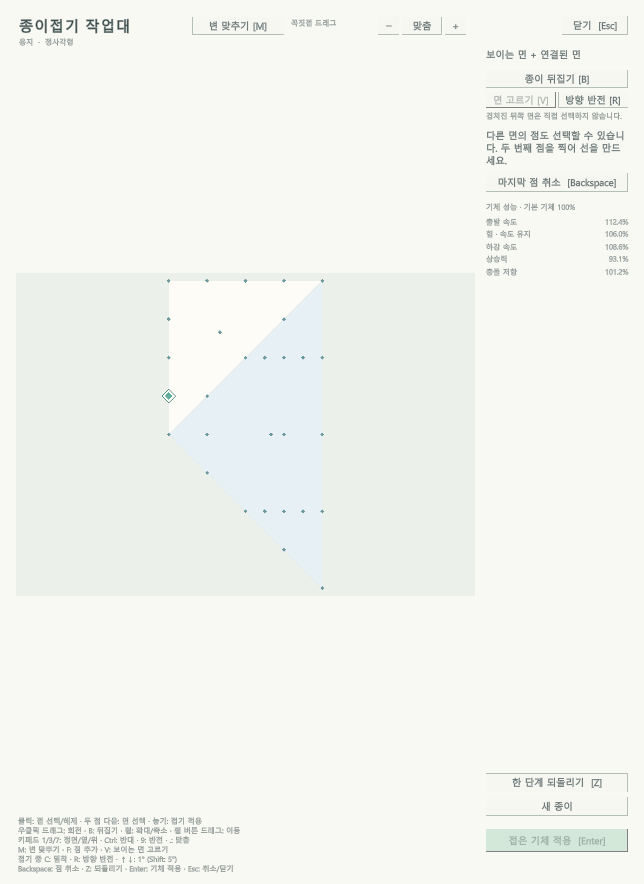 종이접기 작업대
용지 · 정사각형
변 맞추기 [M]
꼭짓점 드래그
−
맞춤
+
닫기 [Esc]
보이는 면 + 연결된 면
종이 뒤집기 [B]
면 고르기 [V]
방향 반전 [R]
겹쳐진 뒤쪽 면은 직접 선택하지 않습니다.
다른 면의 점도 선택할 수 있습니
다. 두 번째 점을 찍어 선을 만드
세요.
마지막 점 취소 [Backspace]
기체 성능 · 기본 기체 100%
출발 속도 112.4%
힘 · 속도 유지 106.0%
하강 속도 108.6%
상승력 93.1%
충돌 저항 101.2%
한 단계 되돌리기 [Z]
새 종이
접은 기체 적용 [Enter]
클릭: 점 선택/해제 · 두 점 다음: 면 선택 · 놓기: 접기 적용
우클릭 드래그: 회전 · B: 뒤집기 · 휠: 확대/축소 · 휠 버튼 드래그: 이동
키패드 1/3/7: 정면/옆/위 · Ctrl: 반대 · 9: 반전 · .: 맞춤
M: 변 맞추기 · F: 점 추가 · V: 보이는 면 고르기
접기 중 C: 밀착 · R: 방향 반전 · ↑ ↓: 1° (Shift: 5°)
Backspace: 점 취소 · Z: 되돌리기 · Enter: 기체 적용 · Esc: 취소/닫기